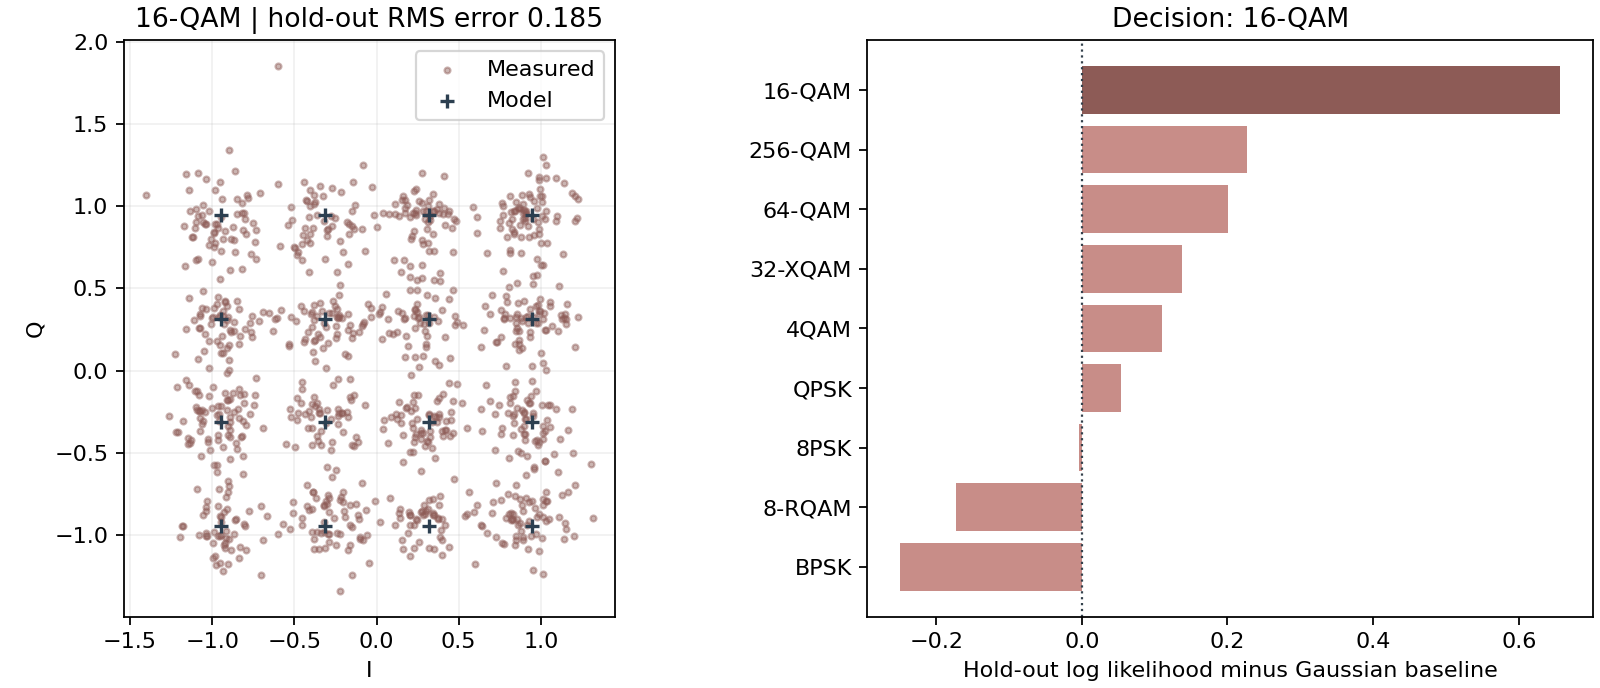 16-QAM | hold-out RMS error 0.185
Measured
Model
2.0
1.5
1.0
0.5
0.0
−0.5
−1.0
Q
−1.5
−1.0
−0.5
0.0
0.5
1.0
I
Decision: 16-QAM
16-QAM
256-QAM
64-QAM
32-XQAM
4QAM
QPSK
8PSK
8-RQAM
BPSK
−0.2
0.0
0.2
0.4
0.6
Hold-out log likelihood minus Gaussian baseline